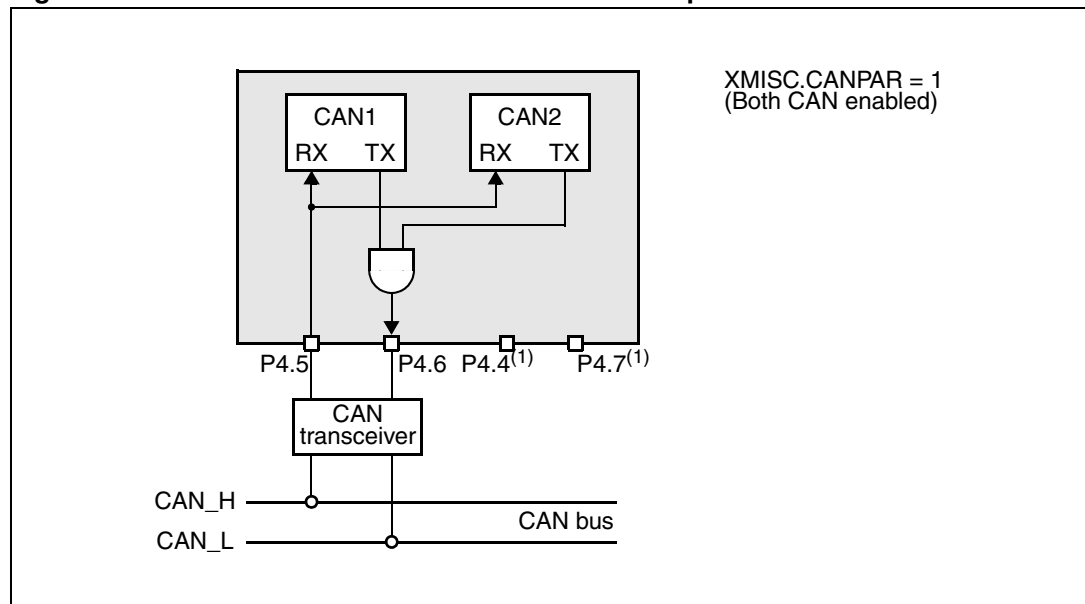 XMISC.CANPAR = 1
(Both CAN enabled)
CAN1
RX TX
CAN2
RX TX
P4.5
P4.6
P4.4(1)
P4.7(1)
CAN
transceiver
CAN_H
CAN bus
CAN_L